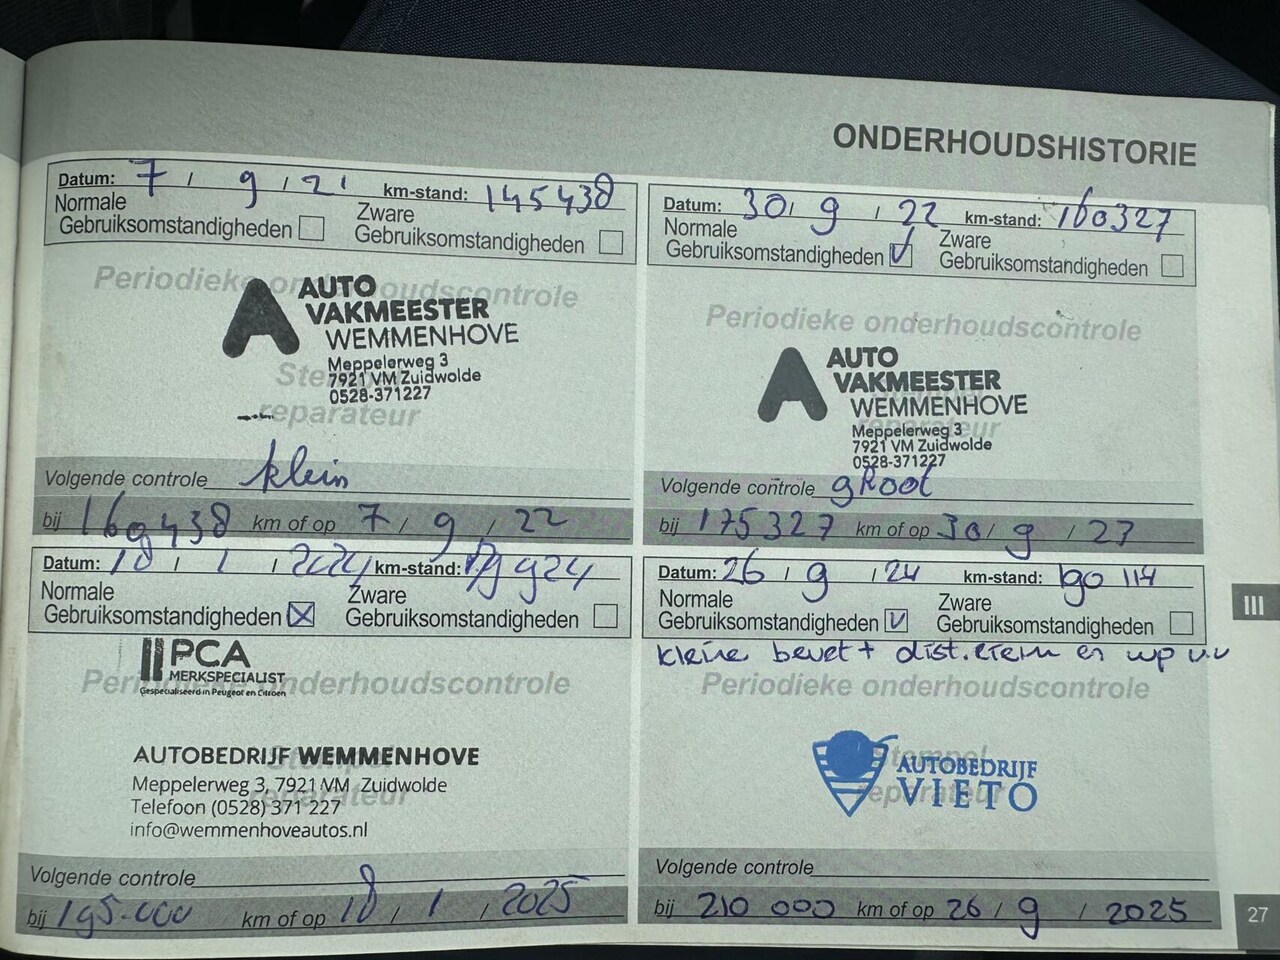 ONDERHOUDSHISTORIE
Datum: 7 / 9 / 21 km-stand: 145438
Normale Gebruiksomstandigheden Zware Gebruiksomstandigheden
Periodieke onderhoudscontrole
AUTO
VAKMEESTER
WEMMENHOVE
Meppelerweg 3
7921 VM Zuidwolde
0528-371227
reparateur
Volgende controle klein
bij 160438 km of op 7 / 9 / 22
Datum: 30 / 9 / 22 km-stand: 160327
Normale Gebruiksomstandigheden Zware Gebruiksomstandigheden
Periodieke onderhoudscontrole
AUTO
VAKMEESTER
WEMMENHOVE
Meppelerweg 3
7921 VM Zuidwolde
0528-371227
reparateur
Volgende controle groot
bij 175327 km of op 30 / 9 / 23
Datum: 18 / 1 / 2024 km-stand:
Normale Gebruiksomstandigheden Zware Gebruiksomstandigheden
PCA
MERKSPECIALIST
Gespecialiseerd in Peugeot en Citroën
Periodieke onderhoudscontrole
AUTOBEDRIJF WEMMENHOVE
Stempel
Meppelerweg 3, 7921 VM Zuidwolde
reparateur
Telefoon (0528) 371 227
info@wemmenhoveautos.nl
Volgende controle
bij 195.000 km of op 18 / 1 / 2025
Datum: 26 / 9 / 24 km-stand: 190 114
Normale Gebruiksomstandigheden Zware Gebruiksomstandigheden
kleine beurt + dist.riem en wp v.v
Periodieke onderhoudscontrole
Stempel
AUTOBEDRIJF
VIETO
reparateur
Volgende controle
bij 210 000 km of op 26 / 9 / 2025
III
27